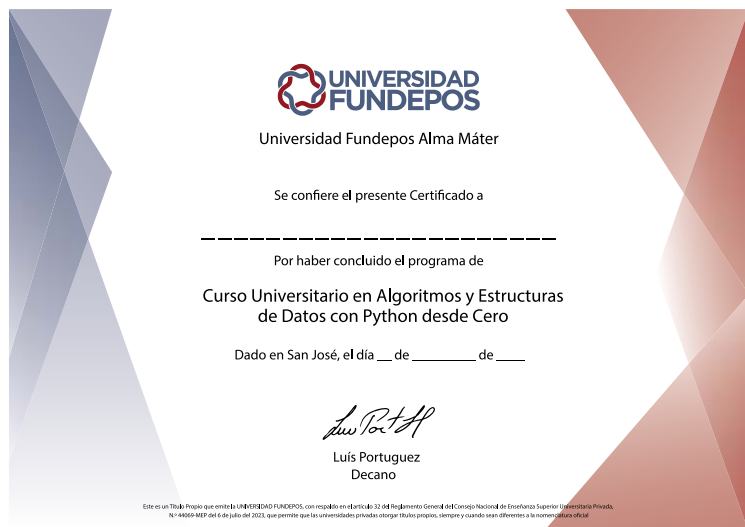 UNIVERSIDAD
FUNDEPOS
Universidad Fundepos Alma Máter
Se confiere el presente Certificado a
Por haber concluido el programa de
Curso Universitario en Algoritmos y Estructuras
de Datos con Python desde Cero
Dado en San José, el día __ de _________ de ____
Luís Portuguez
Decano
Este es un Título Propio que emite la UNIVERSIDAD FUNDEPOS, con respaldo en el artículo 32 del Reglamento General del Consejo Nacional de Enseñanza Superior Universitaria Privada,
N.º 44069-MEP del 6 de julio del 2023, que permite que las universidades privadas otorgar títulos propios, siempre y cuando sean diferentes a la nomenclatura oficial